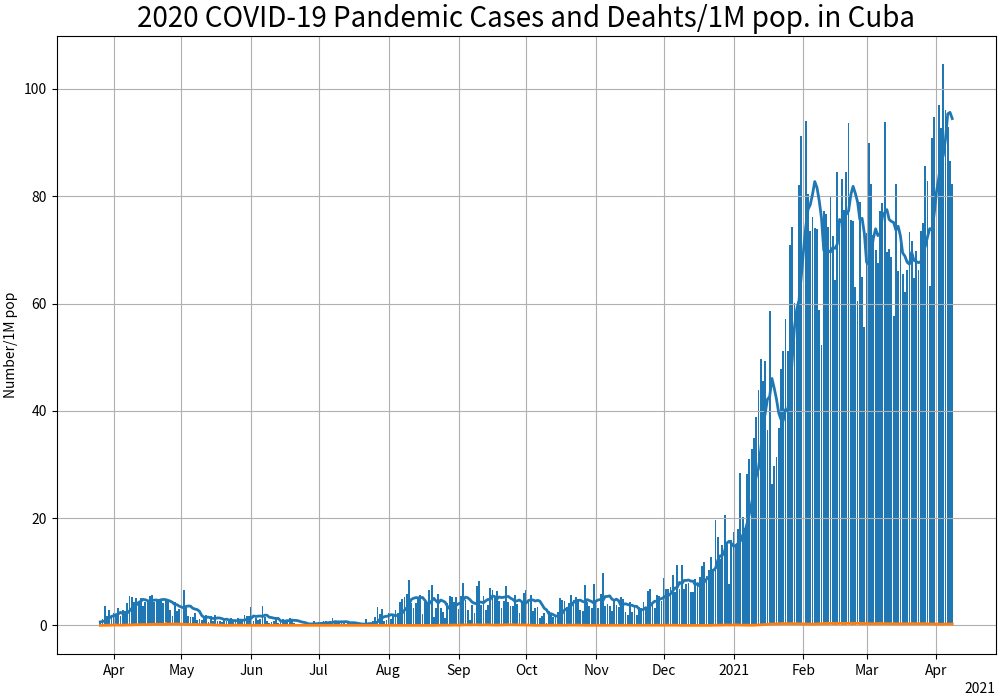 2020 COVID-19 Pandemic Cases and Deahts/1M pop. in Cuba
Number/1M pop
100
80
60
40
20
0
Apr May Jun Jul Aug Sep Oct Nov Dec 2021 Feb Mar Apr
2021